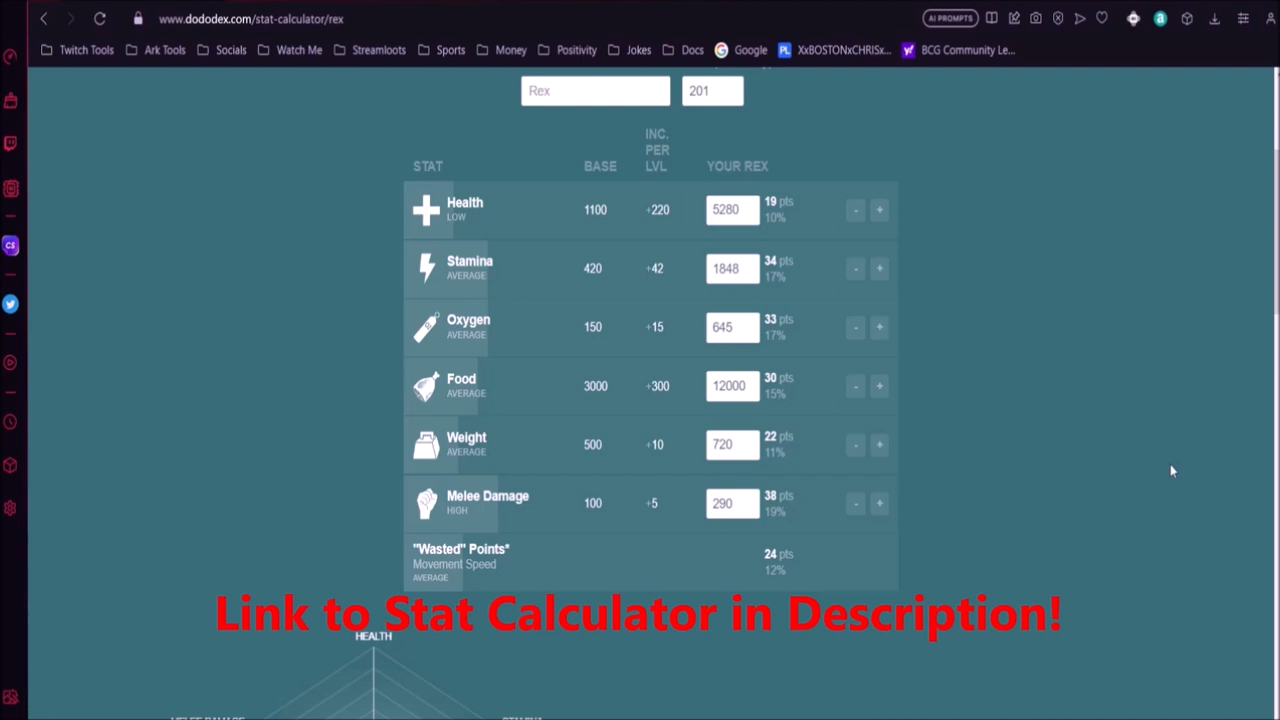 www.dododex.com/stat-calculator/rex
AI PROMPTS
Twitch Tools Ark Tools Socials Watch Me Streamloots Sports Money Positivity Jokes Docs Google XxBOSTONxCHRISx... BCG Community Le...
Rex 201
STAT BASE INC. PER LVL YOUR REX
Health 1100 +220 5280 19 pts
LOW 10%
- +
Stamina 420 +42 1848 34 pts
AVERAGE 17%
- +
Oxygen 150 +15 645 33 pts
AVERAGE 17%
- +
Food 3000 +300 12000 30 pts
AVERAGE 15%
- +
Weight 500 +10 720 22 pts
AVERAGE 11%
- +
Melee Damage 100 +5 290 38 pts
HIGH 19%
- +
"Wasted" Points* 24 pts
Movement Speed 12%
AVERAGE
Link to Stat Calculator in Description!
HEALTH
MELEE DAMAGE STAMINA